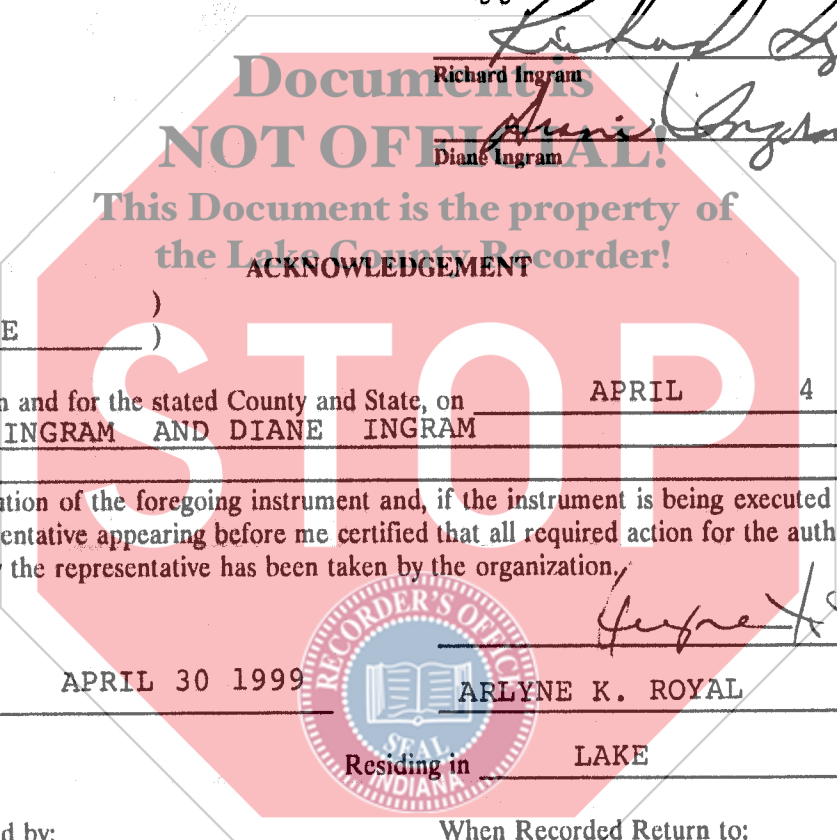 Richard Ingram
Diane Ingram
Document is
NOT OFFICIAL!
This Document is the property of
the Lake County Recorder!
ACKNOWLEDGEMENT
)
E )
STOP
and for the stated County and State, on APRIL 4
INGRAM AND DIANE INGRAM
tion of the foregoing instrument and, if the instrument is being executed
entative appearing before me certified that all required action for the auth
the representative has been taken by the organization.
RECORDER'S OFFICE
SEAL
INDIANA
APRIL 30 1999
ARLYNE K. ROYAL
Residing in LAKE
d by:
When Recorded Return to: